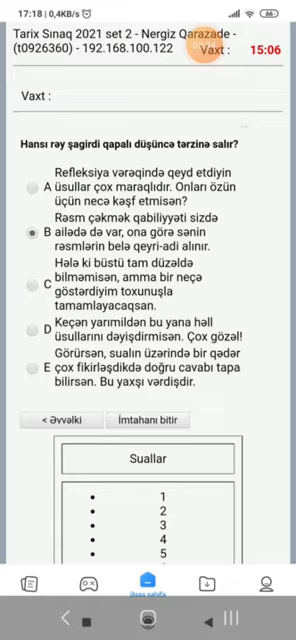 17:18 | 0,4KB/s
66
Tarix Sınaq 2021 set 2 - Nergiz Qarazade -
(t0926360) - 192.168.100.122
Vaxt : 15:06
Vaxt :
Hansı rəy şagirdi qapalı düşüncə tərzinə salır?
Refleksiya vərəqində qeyd etdiyin
A üsullar çox maraqlıdır. Onları özün
üçün necə kəşf etmisən?
Rəsm çəkmək qabiliyyəti sizdə
B ailədə də var, ona görə sənin
rəsmlərin belə qeyri-adi alınır.
Hələ ki büstü tam düzəldə
C bilməmisən, amma bir neçə
göstərdiyim toxunuşla
tamamlayacaqsan.
Keçən yarımildən bu yana həll
D üsullarını dəyişdirmisən. Çox gözəl!
Görürsən, sualın üzərində bir qədər
E çox fikirləşdikdə doğru cavabı tapa
bilirsən. Bu yaxşı vərdişdir.
< Əvvəlki
İmtahanı bitir
Suallar
1
2
3
4
5
Əsas səhifə